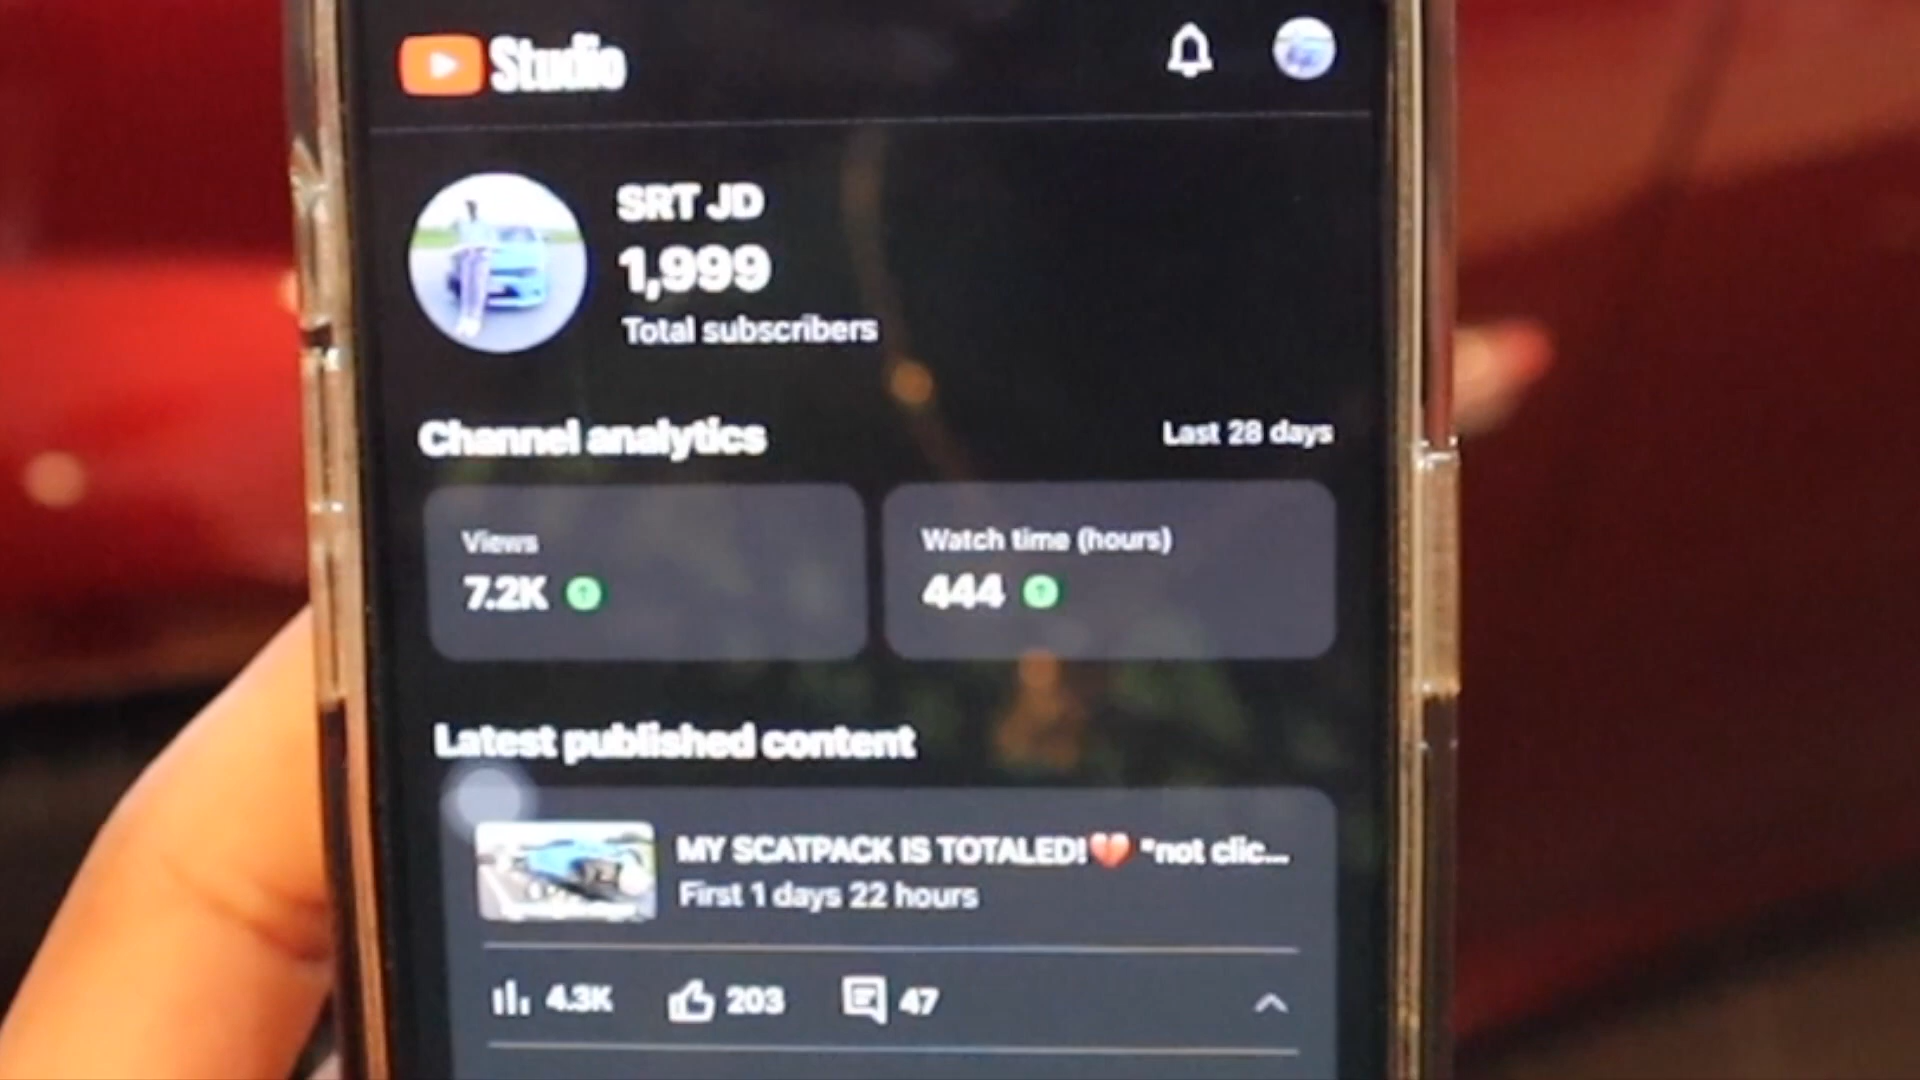 Studio
SRT JD
1,999
Total subscribers
Channel analytics
Last 28 days
Views
7.2K
Watch time (hours)
444
Latest published content
MY SCATPACK IS TOTALED!💔 "not clic...
First 1 days 22 hours
4.3K 203 47